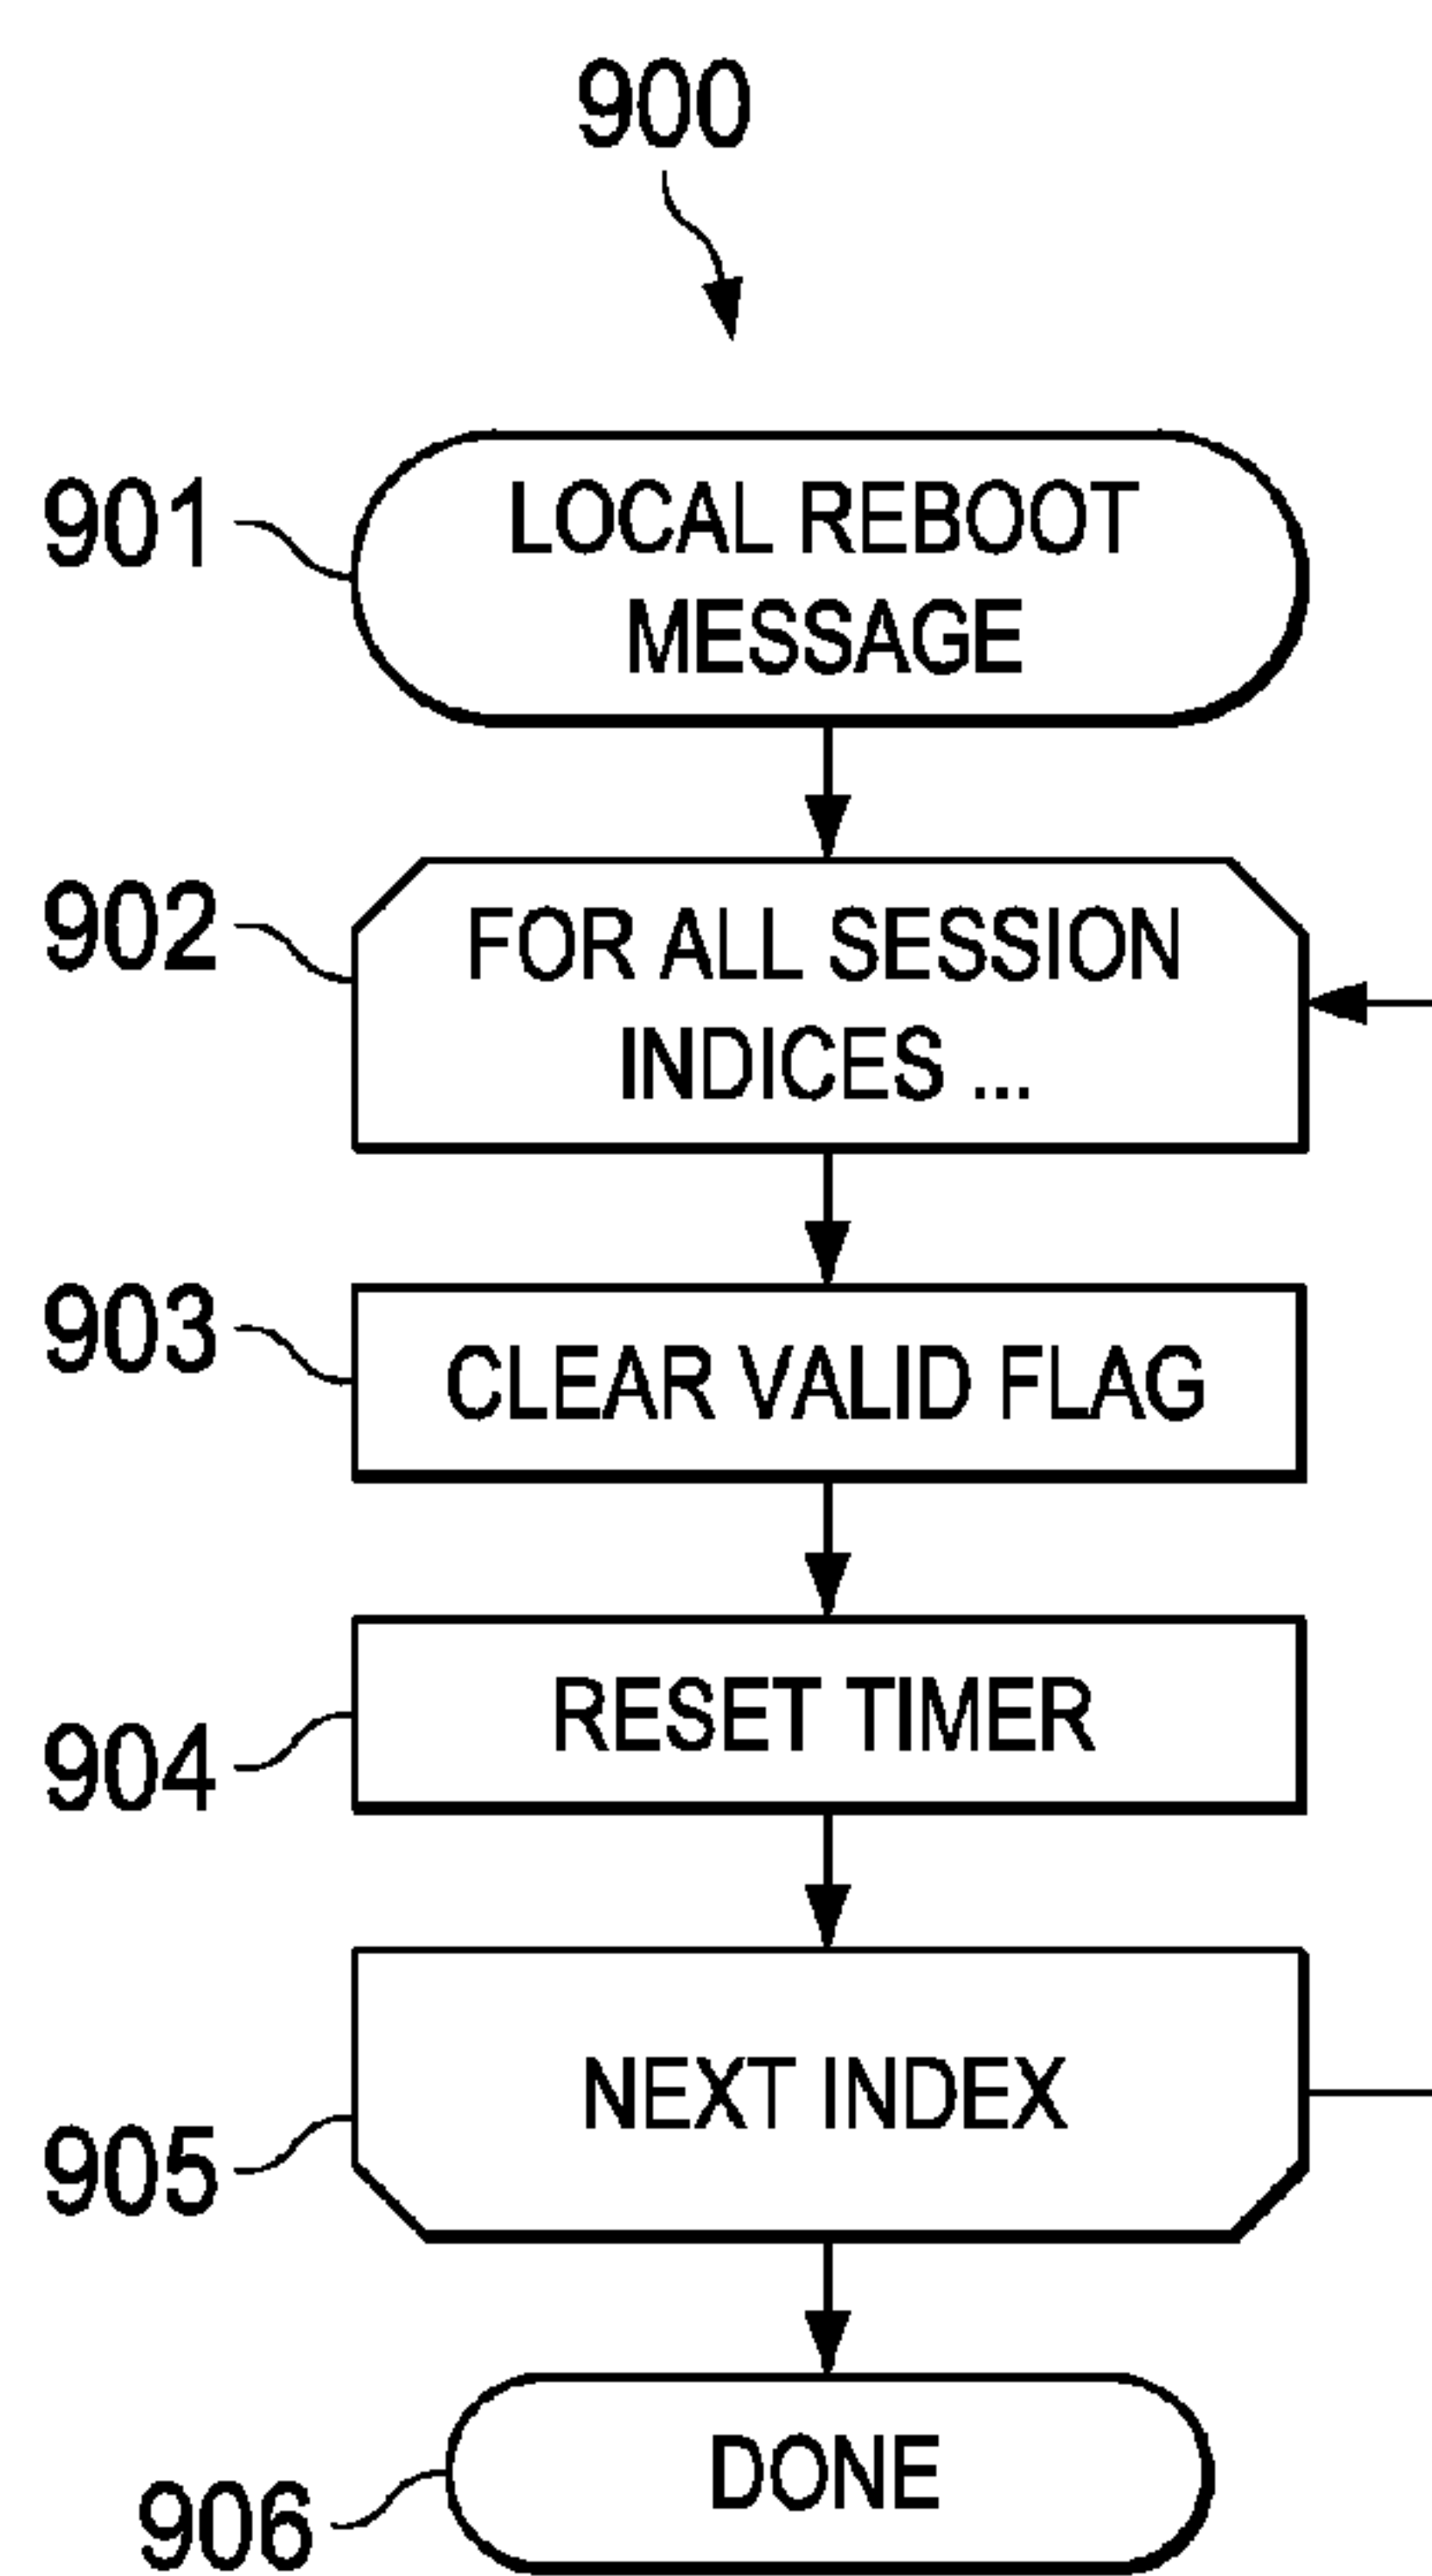 900
901
LOCAL REBOOT
MESSAGE
902
FOR ALL SESSION
INDICES ...
903
CLEAR VALID FLAG
904
RESET TIMER
905
NEXT INDEX
906
DONE